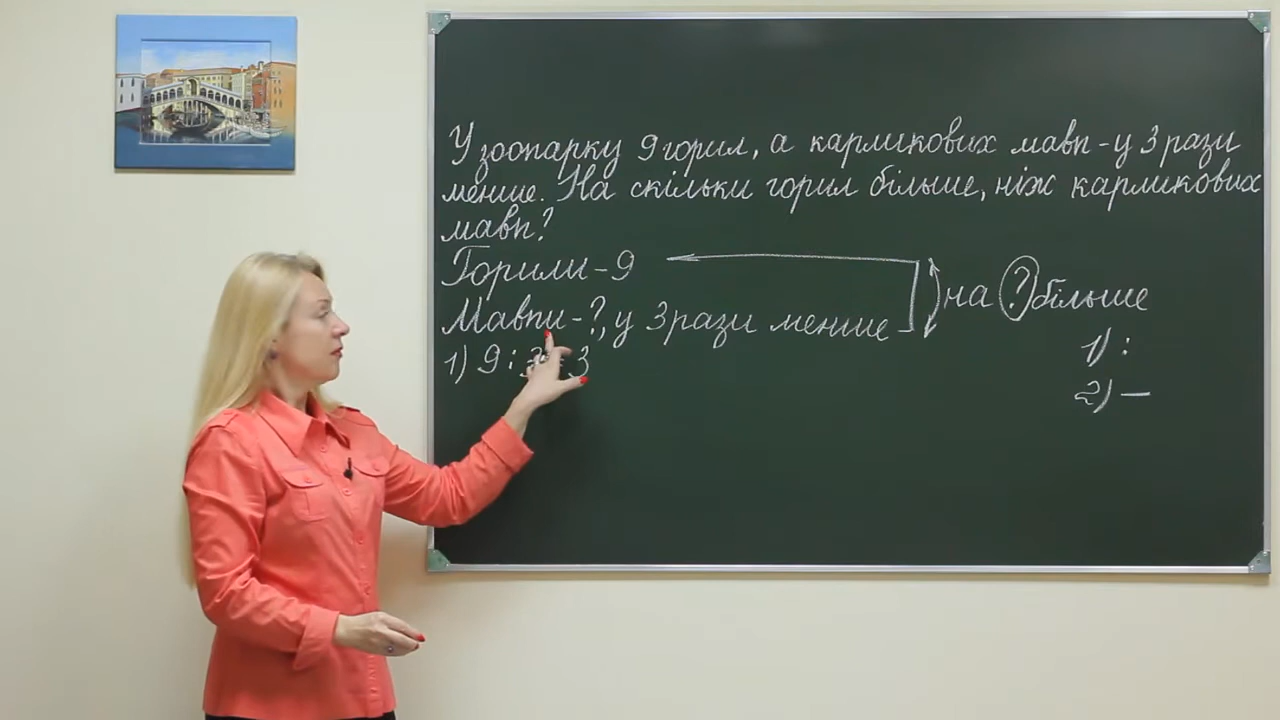 У зоопарку 9 горил, а карликових мавп - у 3 рази
менше. На скільки горил більше, ніж карликових
мавп?
Горили - 9
Мавпи - ?, у 3 рази менше
на ? більше
1) 9 : 3 = 3
1) :
2) —